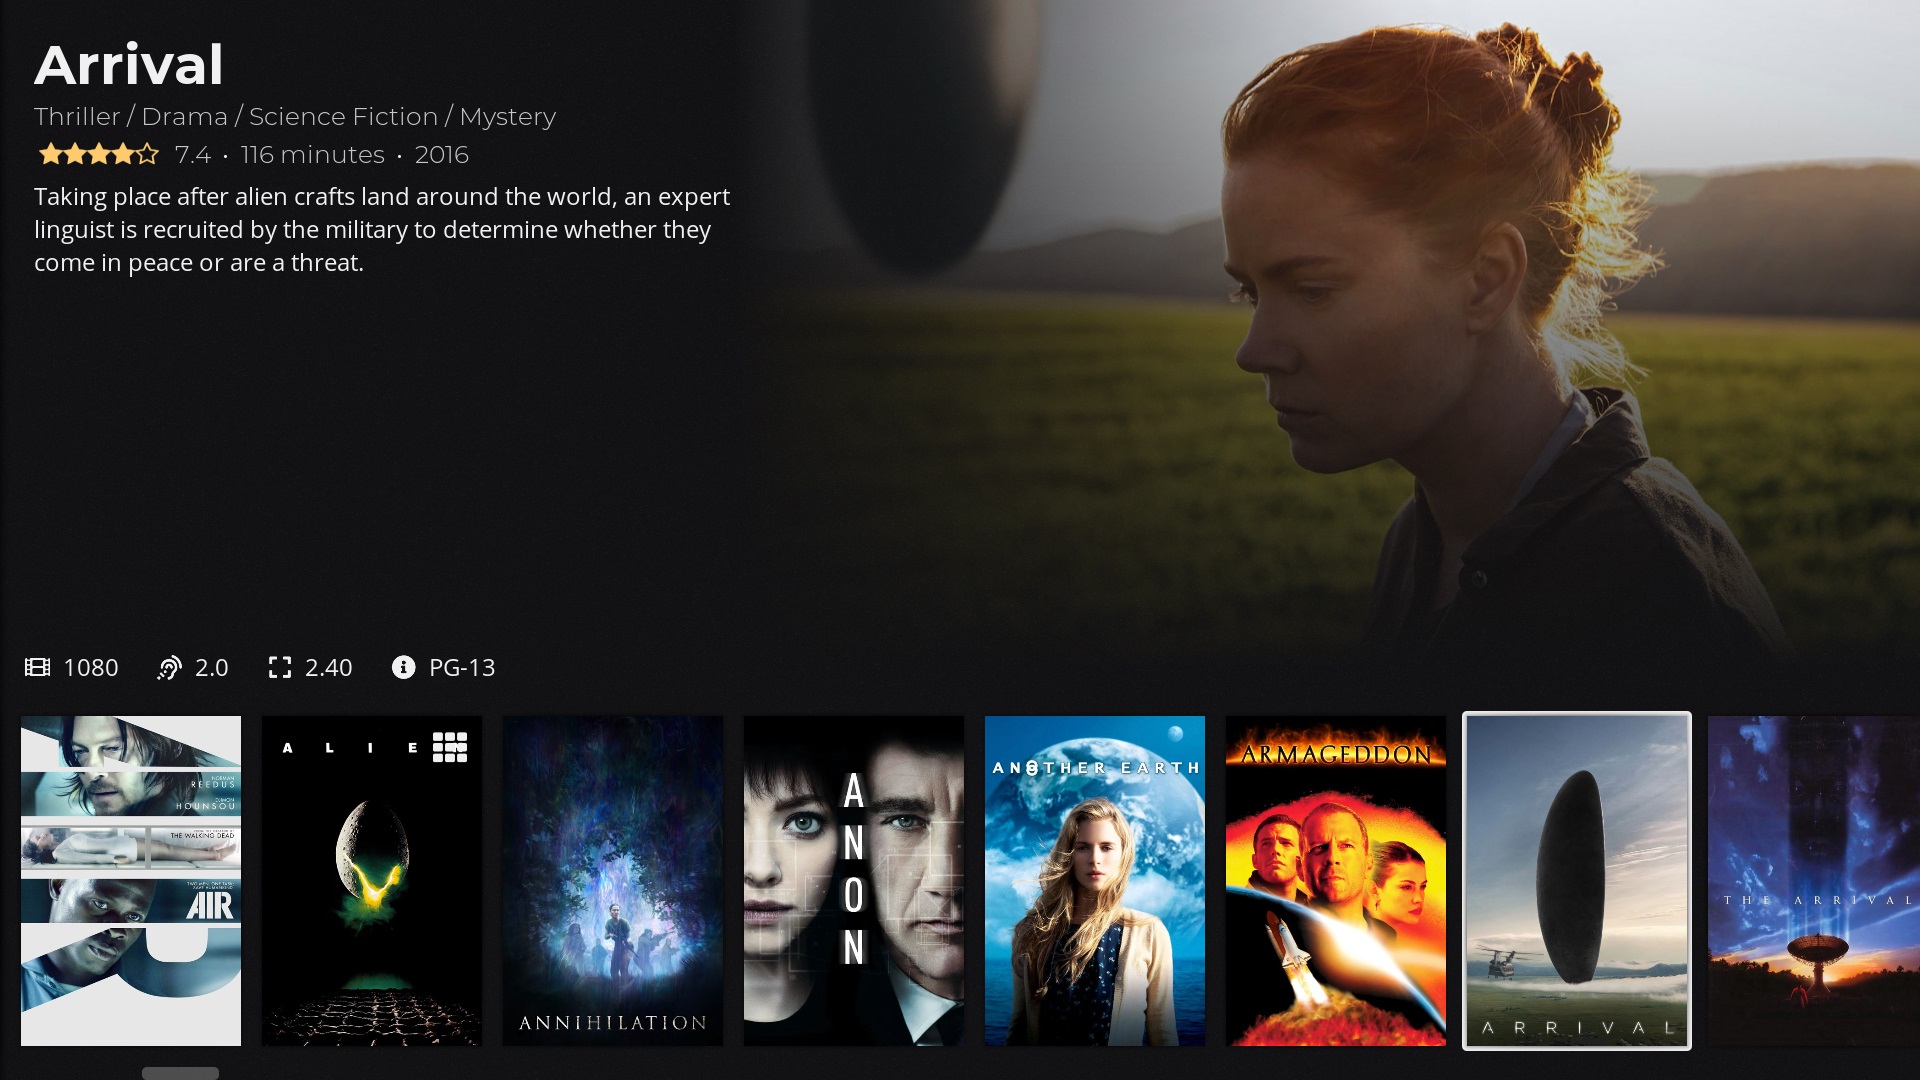 Arrival
Thriller / Drama / Science Fiction / Mystery
7.4 • 116 minutes • 2016
Taking place after alien crafts land around the world, an expert
linguist is recruited by the military to determine whether they
come in peace or are a threat.
1080 2.0 2.40 PG-13
NORMAN
REEDUS
DJIMON
HOUNSOU
THE WALKING DEAD
AIR
ALIE
ANNIHILATION
ANON
ANOTHER EARTH
ARMAGEDDON
ARRIVAL
THE ARRIVAL